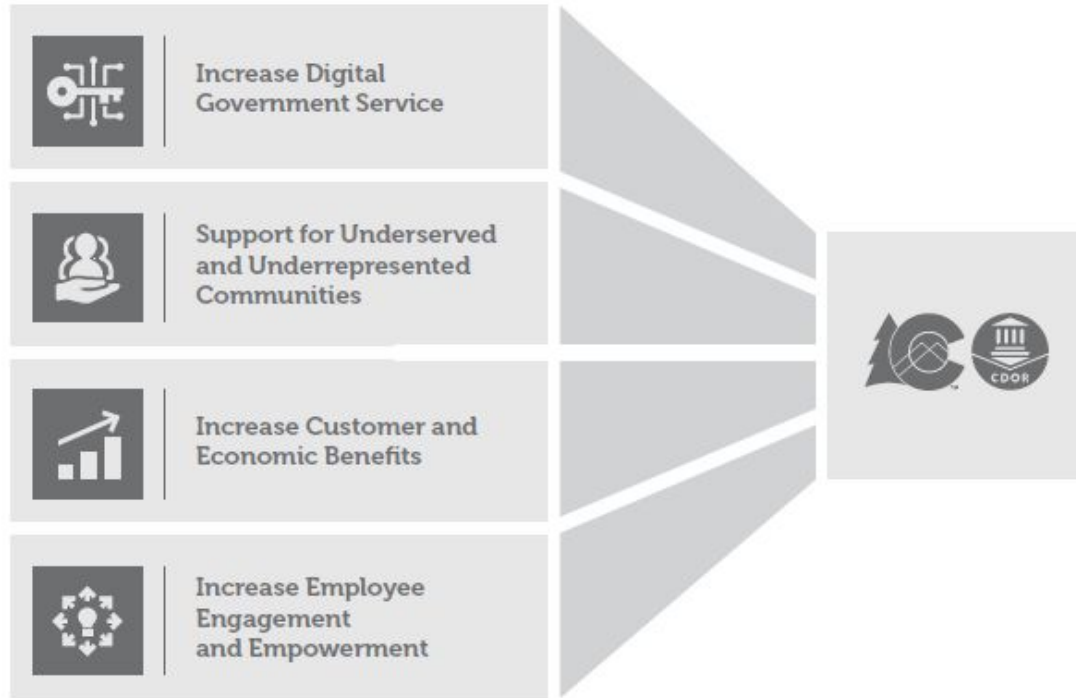 Increase Digital
Government Service
Support for Underserved
and Underrepresented
Communities
Increase Customer and
Economic Benefits
Increase Employee
Engagement
and Empowerment
CDOR
TM